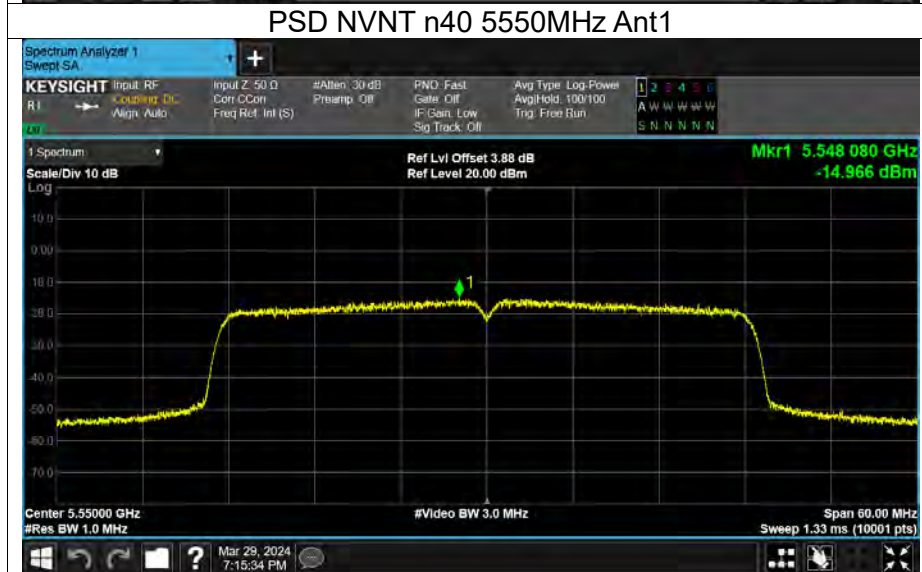 PSD NVNT n40 5550MHz Ant1
Spectrum Analyzer 1
Swept SA
+
KEYSIGHT Input: RF Input Z: 50 Ω #Atten: 30 dB PNO: Fast Avg Type: Log-Power 1 2 3 4 5 6
Coupling: DC Corr CCorr Preamp: Off Gate: Off Avg|Hold: 100/100 A W W W W W
Align: Auto Freq Ref: Int (S) IF Gain: Low Trig: Free Run
Sig Track: Off S N N N N N
1 Spectrum Ref Lvl Offset 3.88 dB Mkr1 5.548 080 GHz
Scale/Div 10 dB Ref Level 20.00 dBm -14.966 dBm
Log
10.0
0.00
-10.0
1
-20.0
-30.0
-40.0
-50.0
-60.0
-70.0
Center 5.55000 GHz #Video BW 3.0 MHz Span 60.00 MHz
#Res BW 1.0 MHz Sweep 1.33 ms (10001 pts)
? Mar 29, 2024
7:15:34 PM